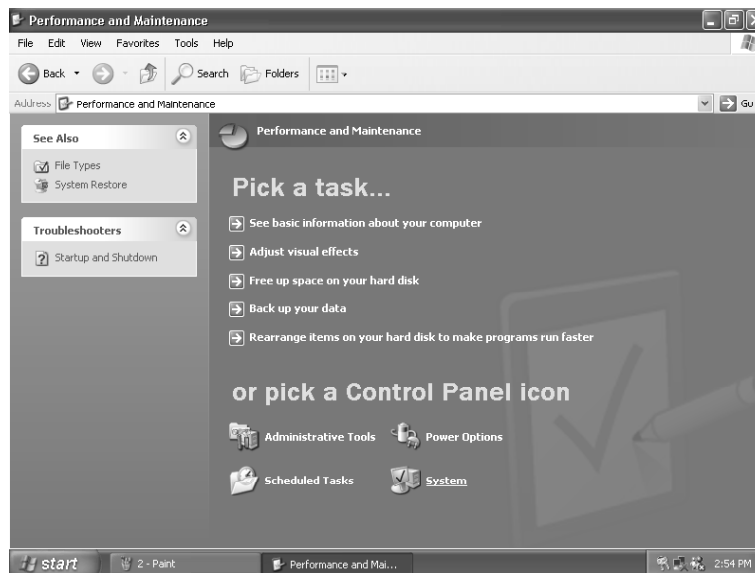 Performance and Maintenance
File Edit View Favorites Tools Help
Back Search Folders
Address Performance and Maintenance Go
See Also
File Types
System Restore
Troubleshooters
Startup and Shutdown
Performance and Maintenance
Pick a task...
See basic information about your computer
Adjust visual effects
Free up space on your hard disk
Back up your data
Rearrange items on your hard disk to make programs run faster
or pick a Control Panel icon
Administrative Tools Power Options
Scheduled Tasks System
start 2 - Paint Performance and Mai... 2:54 PM